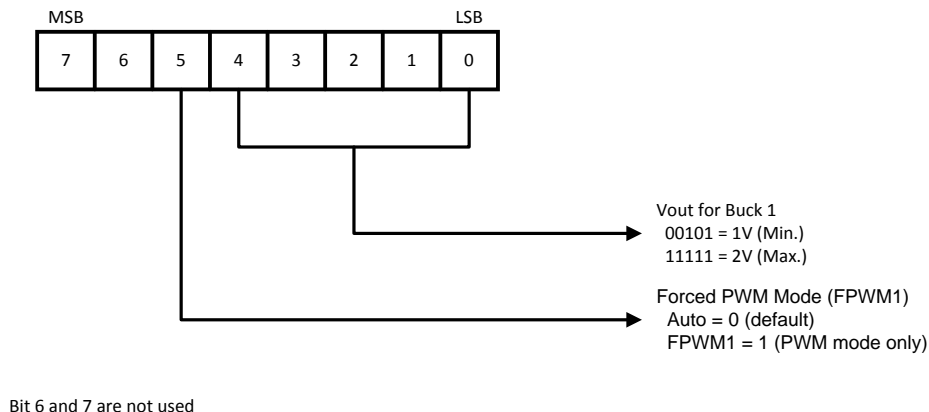 MSB LSB
7 6 5 4 3 2 1 0
Vout for Buck 1
00101 = 1V (Min.)
11111 = 2V (Max.)
Forced PWM Mode (FPWM1)
Auto = 0 (default)
FPWM1 = 1 (PWM mode only)
Bit 6 and 7 are not used